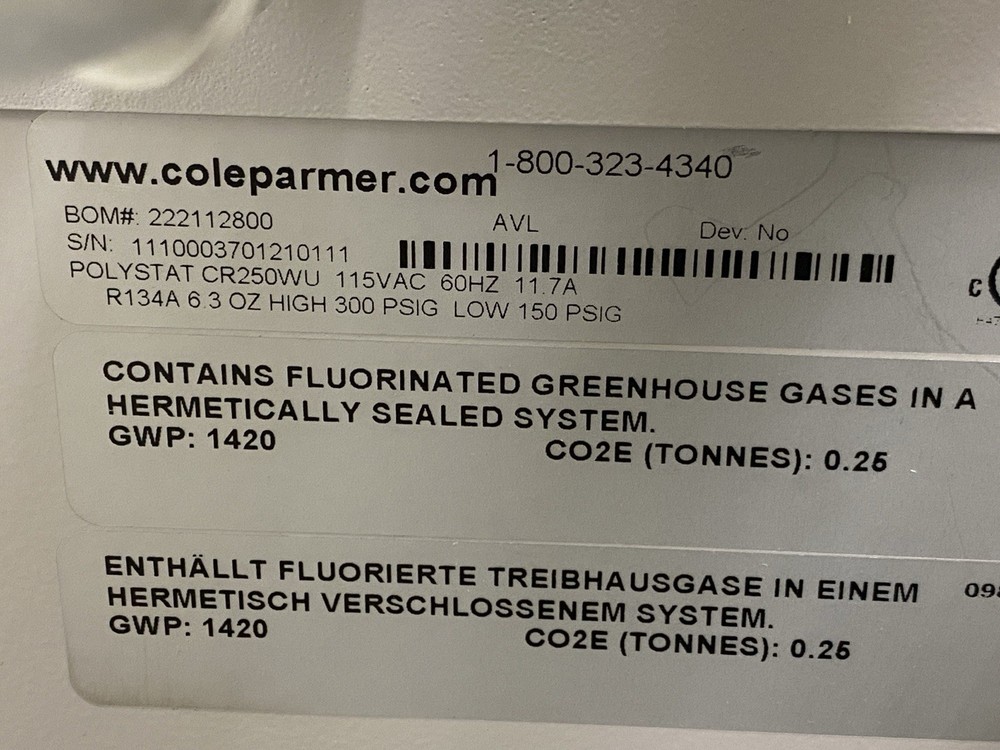 www.coleparmer.com 1-800-323-4340
BOM#: 222112800 AVL Dev. No
S/N: 1110003701210111
POLYSTAT CR250WU 115VAC 60HZ 11.7A
R134A 6.3 OZ HIGH 300 PSIG LOW 150 PSIG
C
CONTAINS FLUORINATED GREENHOUSE GASES IN A
HERMETICALLY SEALED SYSTEM.
GWP: 1420 CO2E (TONNES): 0.25
ENTHÄLLT FLUORIERTE TREIBHAUSGASE IN EINEM
HERMETISCH VERSCHLOSSENEM SYSTEM.
GWP: 1420 CO2E (TONNES): 0.25